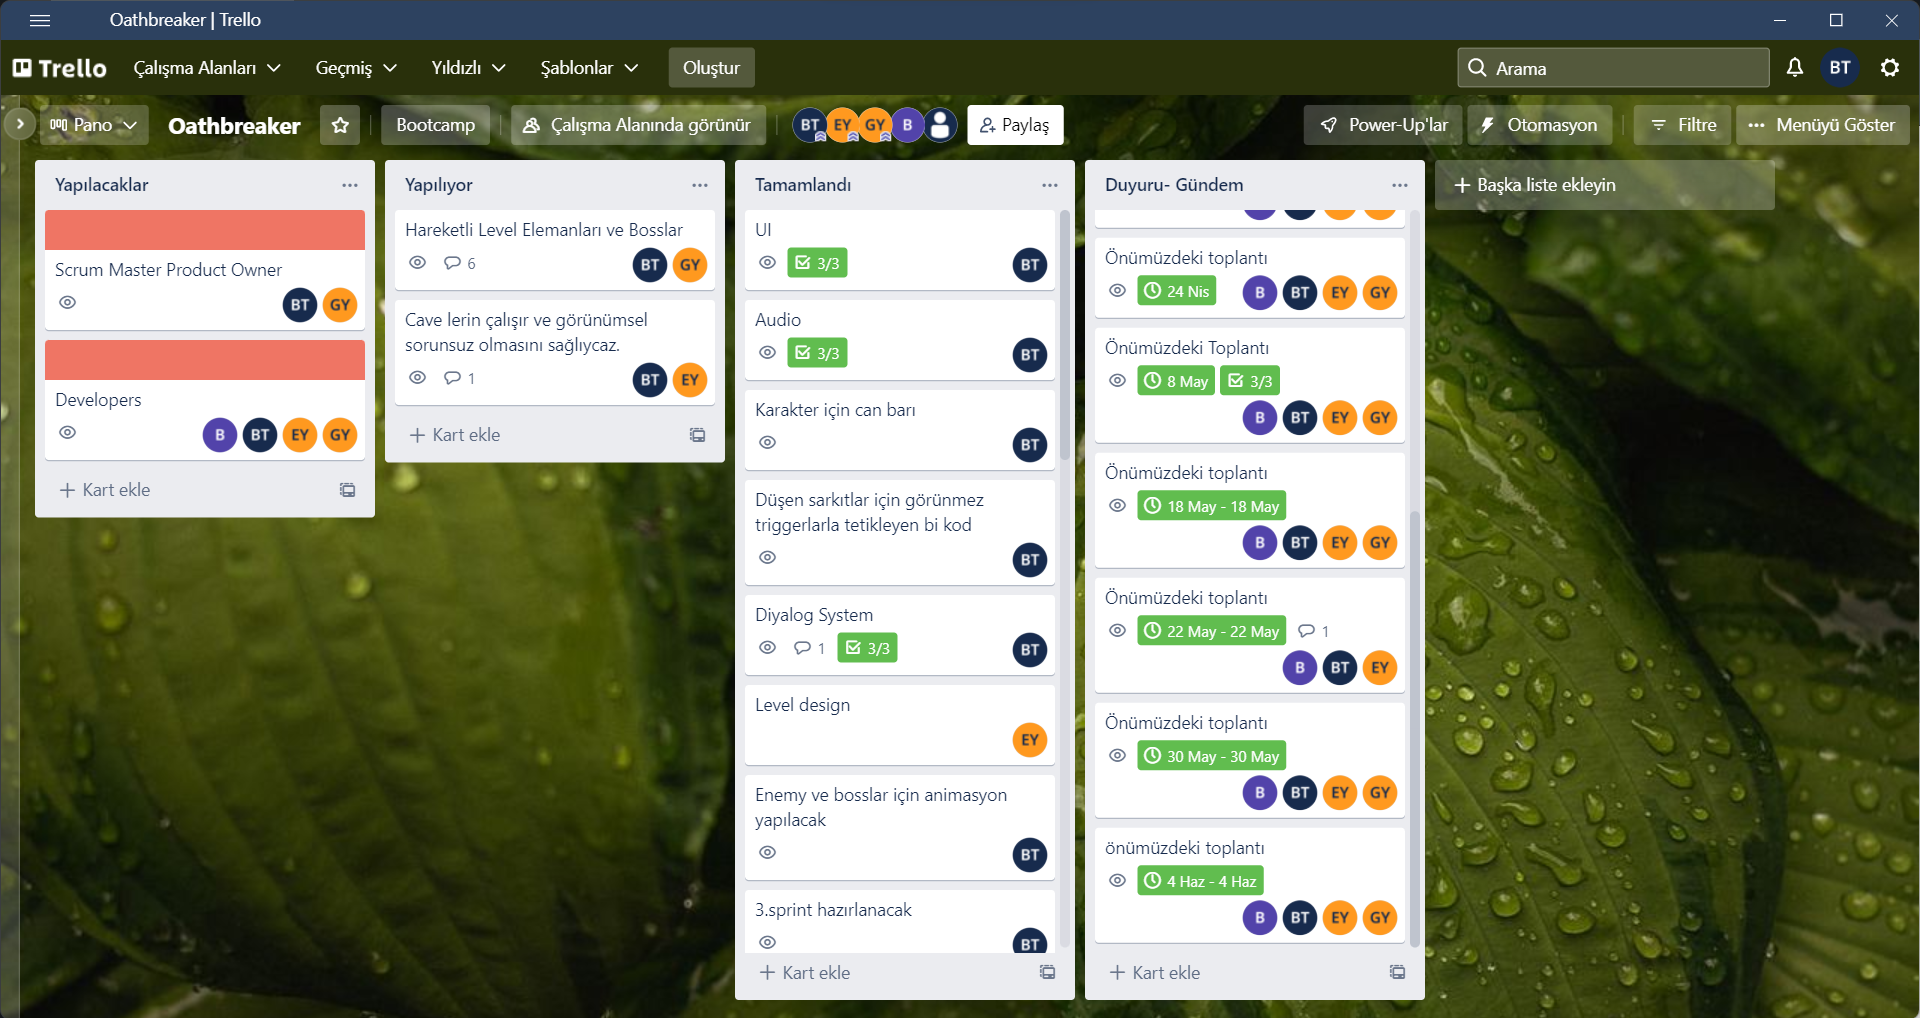 Oathbreaker | Trello
Trello
Çalışma Alanları
Geçmiş
Yıldızlı
Şablonlar
Oluştur
Arama
BT
Pano
Oathbreaker
Bootcamp
Çalışma Alanında görünür
BT
EY
GY
B
Paylaş
Power-Up'lar
Otomasyon
Filtre
Menüyü Göster
Yapılacaklar
Scrum Master Product Owner
BT GY
Developers
B BT EY GY
Kart ekle
Yapılıyor
Hareketli Level Elemanları ve Bosslar
6
BT GY
Cave lerin çalışır ve görünümsel
sorunsuz olmasını sağlıycaz.
1
BT EY
Kart ekle
Tamamlandı
UI
3/3
BT
Audio
3/3
BT
Karakter için can barı
BT
Düşen sarkıtlar için görünmez
triggerlarla tetikleyen bi kod
BT
Diyalog System
1
3/3
BT
Level design
EY
Enemy ve bosslar için animasyon
yapılacak
BT
3.sprint hazırlanacak
BT
Kart ekle
Duyuru- Gündem
Önümüzdeki toplantı
24 Nis
B BT EY GY
Önümüzdeki Toplantı
8 May
3/3
B BT EY GY
Önümüzdeki toplantı
18 May - 18 May
B BT EY GY
Önümüzdeki toplantı
22 May - 22 May
1
B BT EY
Önümüzdeki toplantı
30 May - 30 May
B BT EY GY
önümüzdeki toplantı
4 Haz - 4 Haz
B BT EY GY
Kart ekle
Başka liste ekleyin